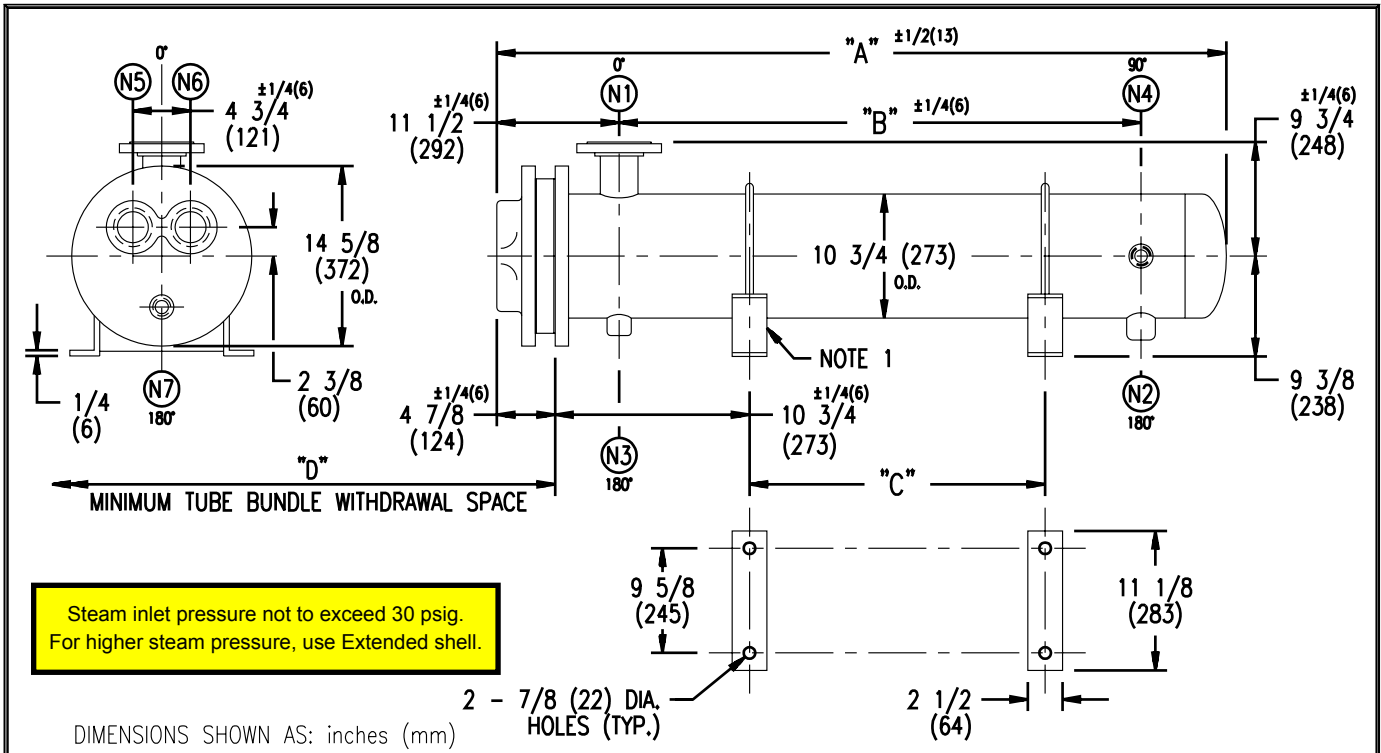 0°
N5 N6
±1/4(6)
4 3/4
(121)
14 5/8
(372)
O.D.
2 3/8
(60)
1/4
(6)
N7
180°
"A" ±1/2(13)
0°
N1
90°
N4
±1/4(6)
11 1/2
(292)
"B" ±1/4(6)
±1/4(6)
9 3/4
(248)
10 3/4 (273)
O.D.
NOTE 1
±1/4(6)
4 7/8
(124)
±1/4(6)
10 3/4
(273)
N3
180°
N2
180°
9 3/8
(238)
"D"
MINIMUM TUBE BUNDLE WITHDRAWAL SPACE
"C"
9 5/8
(245)
11 1/8
(283)
2 - 7/8 (22) DIA.
HOLES (TYP.)
2 1/2
(64)
Steam inlet pressure not to exceed 30 psig.
For higher steam pressure, use Extended shell.
DIMENSIONS SHOWN AS: inches (mm)